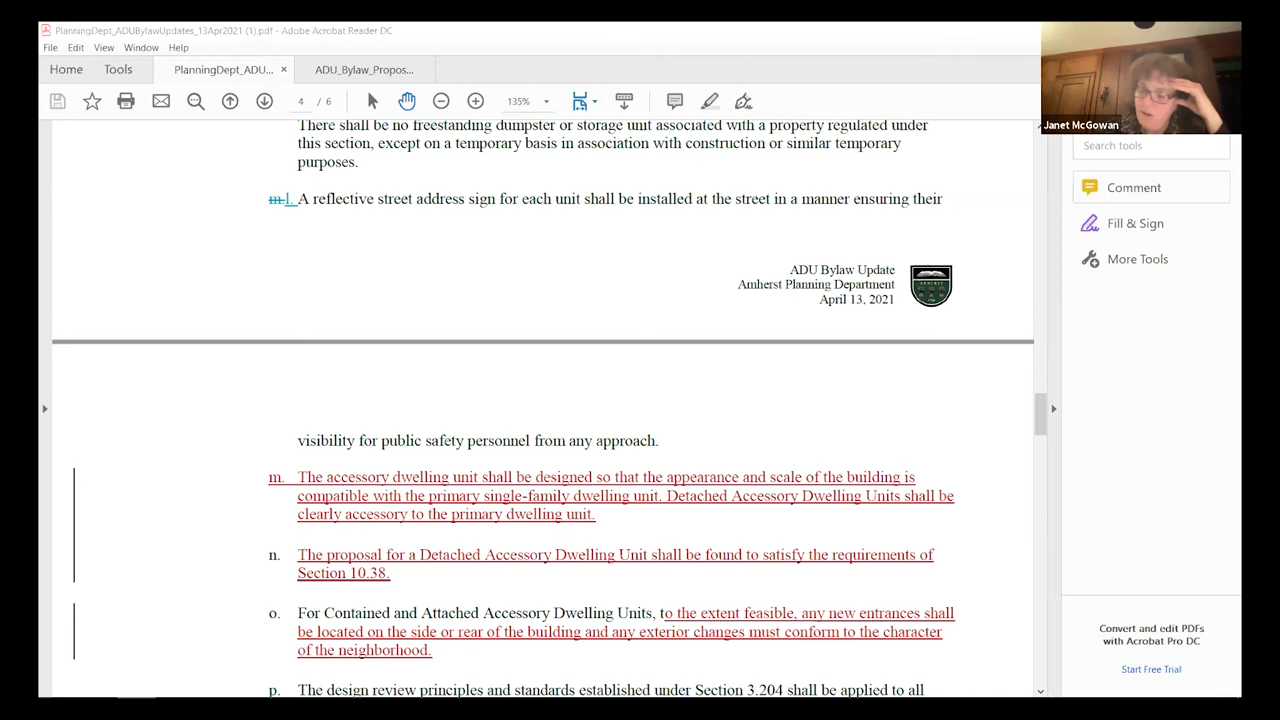 PlanningDept_ADUBylawUpdates_13Apr2021 (1).pdf - Adobe Acrobat Reader DC
File Edit View Window Help
Home Tools PlanningDept_ADU... × ADU_Bylaw_Propos...
4 / 6 135%
Janet McGowan
Search tools
Comment
Fill & Sign
More Tools
There shall be no freestanding dumpster or storage unit associated with a property regulated under
this section, except on a temporary basis in association with construction or similar temporary
purposes.
m.l. A reflective street address sign for each unit shall be installed at the street in a manner ensuring their
ADU Bylaw Update
Amherst Planning Department
April 13, 2021
visibility for public safety personnel from any approach.
m. The accessory dwelling unit shall be designed so that the appearance and scale of the building is
compatible with the primary single-family dwelling unit. Detached Accessory Dwelling Units shall be
clearly accessory to the primary dwelling unit.
n. The proposal for a Detached Accessory Dwelling Unit shall be found to satisfy the requirements of
Section 10.38.
o. For Contained and Attached Accessory Dwelling Units, to the extent feasible, any new entrances shall
be located on the side or rear of the building and any exterior changes must conform to the character
of the neighborhood.
p. The design review principles and standards established under Section 3.204 shall be applied to all
Convert and edit PDFs
with Acrobat Pro DC
Start Free Trial